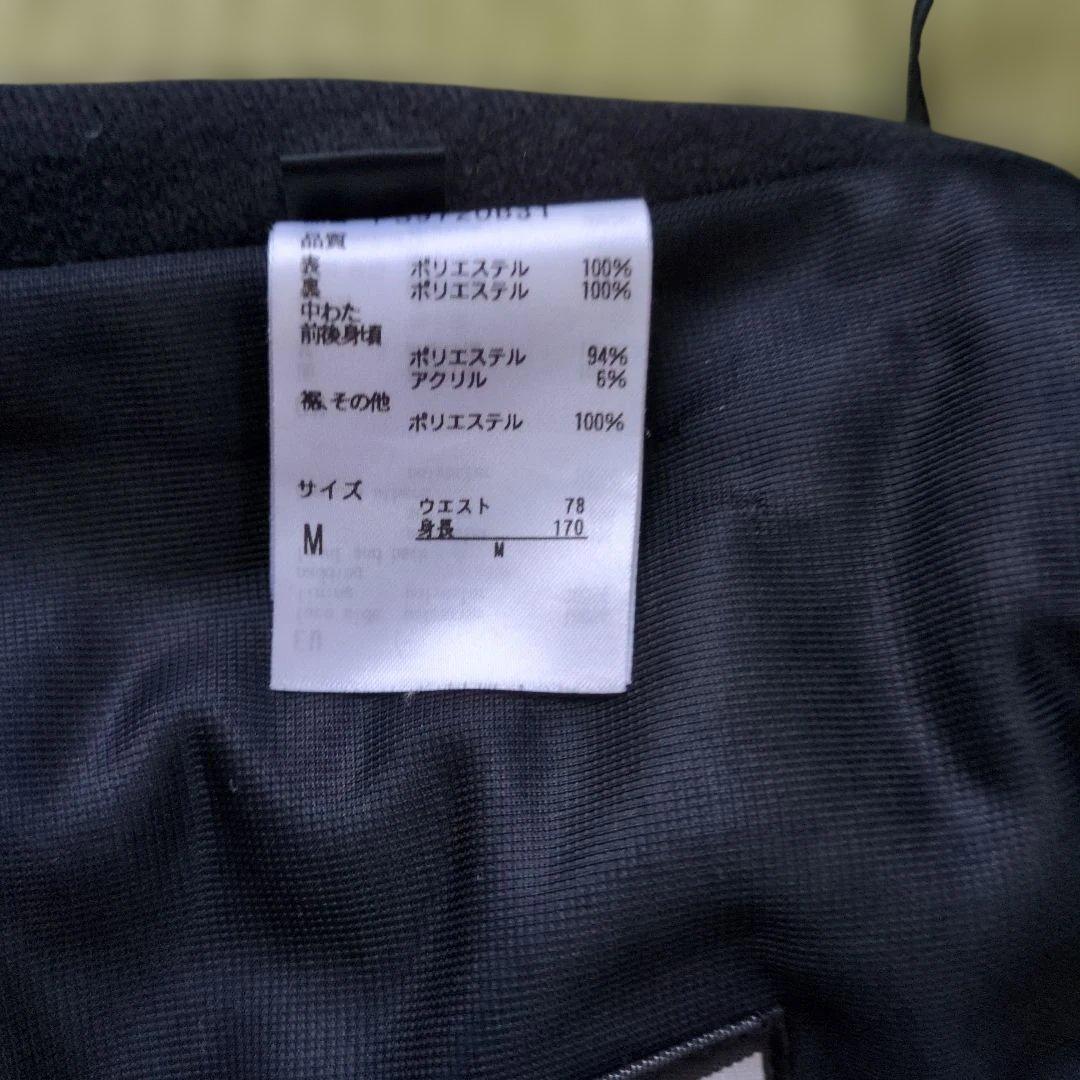 品質
表 ポリエステル 100%
裏 ポリエステル 100%
中わた
前後身頃
ポリエステル 94%
アクリル 6%
裾、その他
ポリエステル 100%
サイズ
ウエスト 78
M 身長 170
M